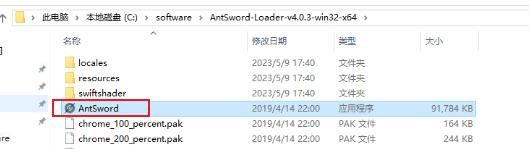 此电脑 > 本地磁盘 (C:) > software > AntSword-Loader-v4.0.3-win32-x64 >
名称 修改日期 类型 大小
locales 2023/5/9 17:40 文件夹
resources 2023/5/9 17:40 文件夹
swiftshader 2023/5/9 17:40 文件夹
AntSword 2019/4/14 22:00 应用程序 91,784 KB
chrome_100_percent.pak 2019/4/14 22:00 PAK 文件 164 KB
chrome_200_percent.pak 2019/4/14 22:00 PAK 文件 244 KB